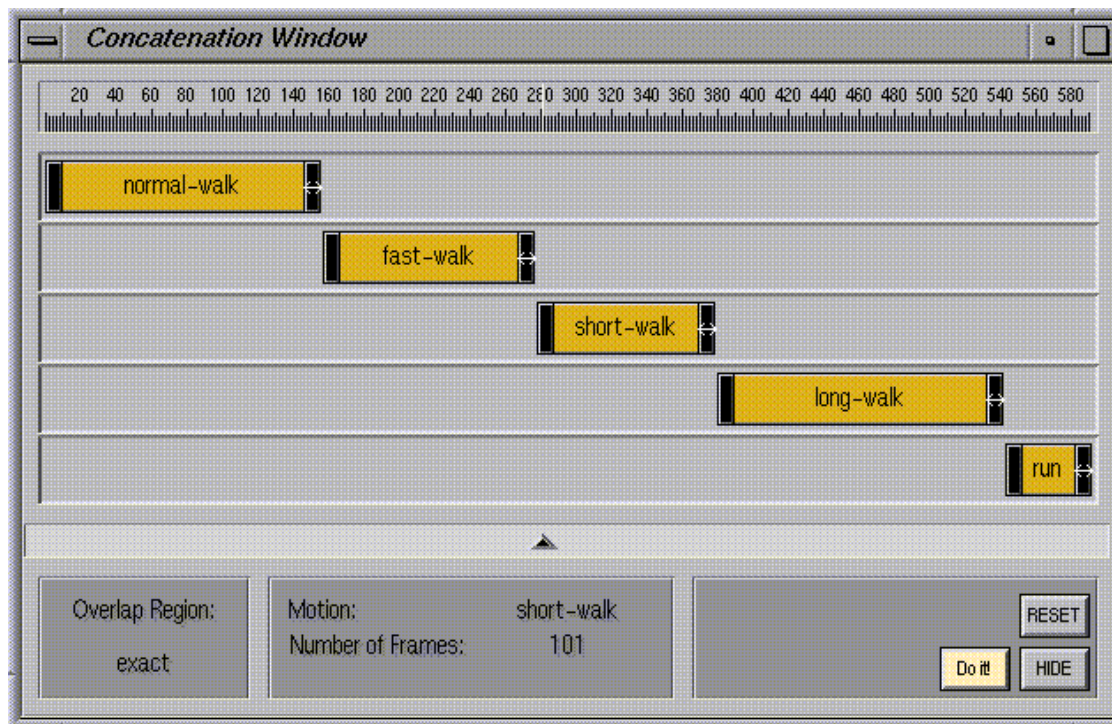 Concatenation Window
20 40 60 80 100 120 140 160 180 200 220 240 260 280 300 320 340 360 380 400 420 440 460 480 500 520 540 560 580
normal-walk
fast-walk
short-walk
long-walk
run
Overlap Region:
exact
Motion: short-walk
Number of Frames: 101
RESET
Do it!
HIDE